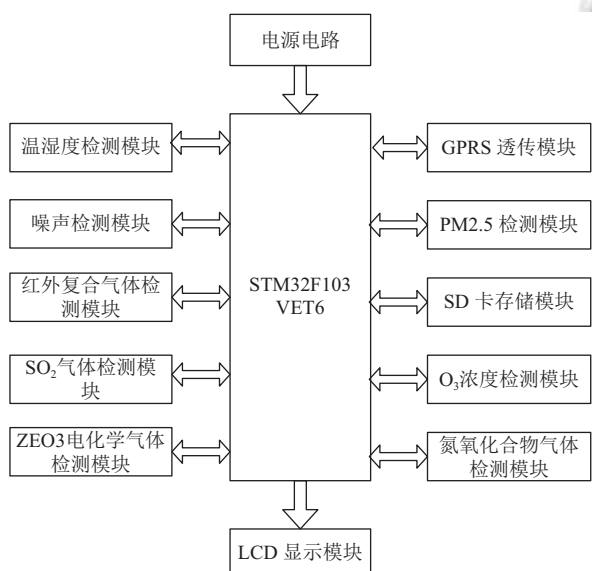 电源电路
温湿度检测模块
噪声检测模块
红外复合气体检
测模块
SO₂气体检测模
块
ZEO3电化学气体
检测模块
STM32F103
VET6
GPRS 透传模块
PM2.5 检测模块
SD 卡存储模块
O₃浓度检测模块
氮氧化合物气体
检测模块
LCD 显示模块